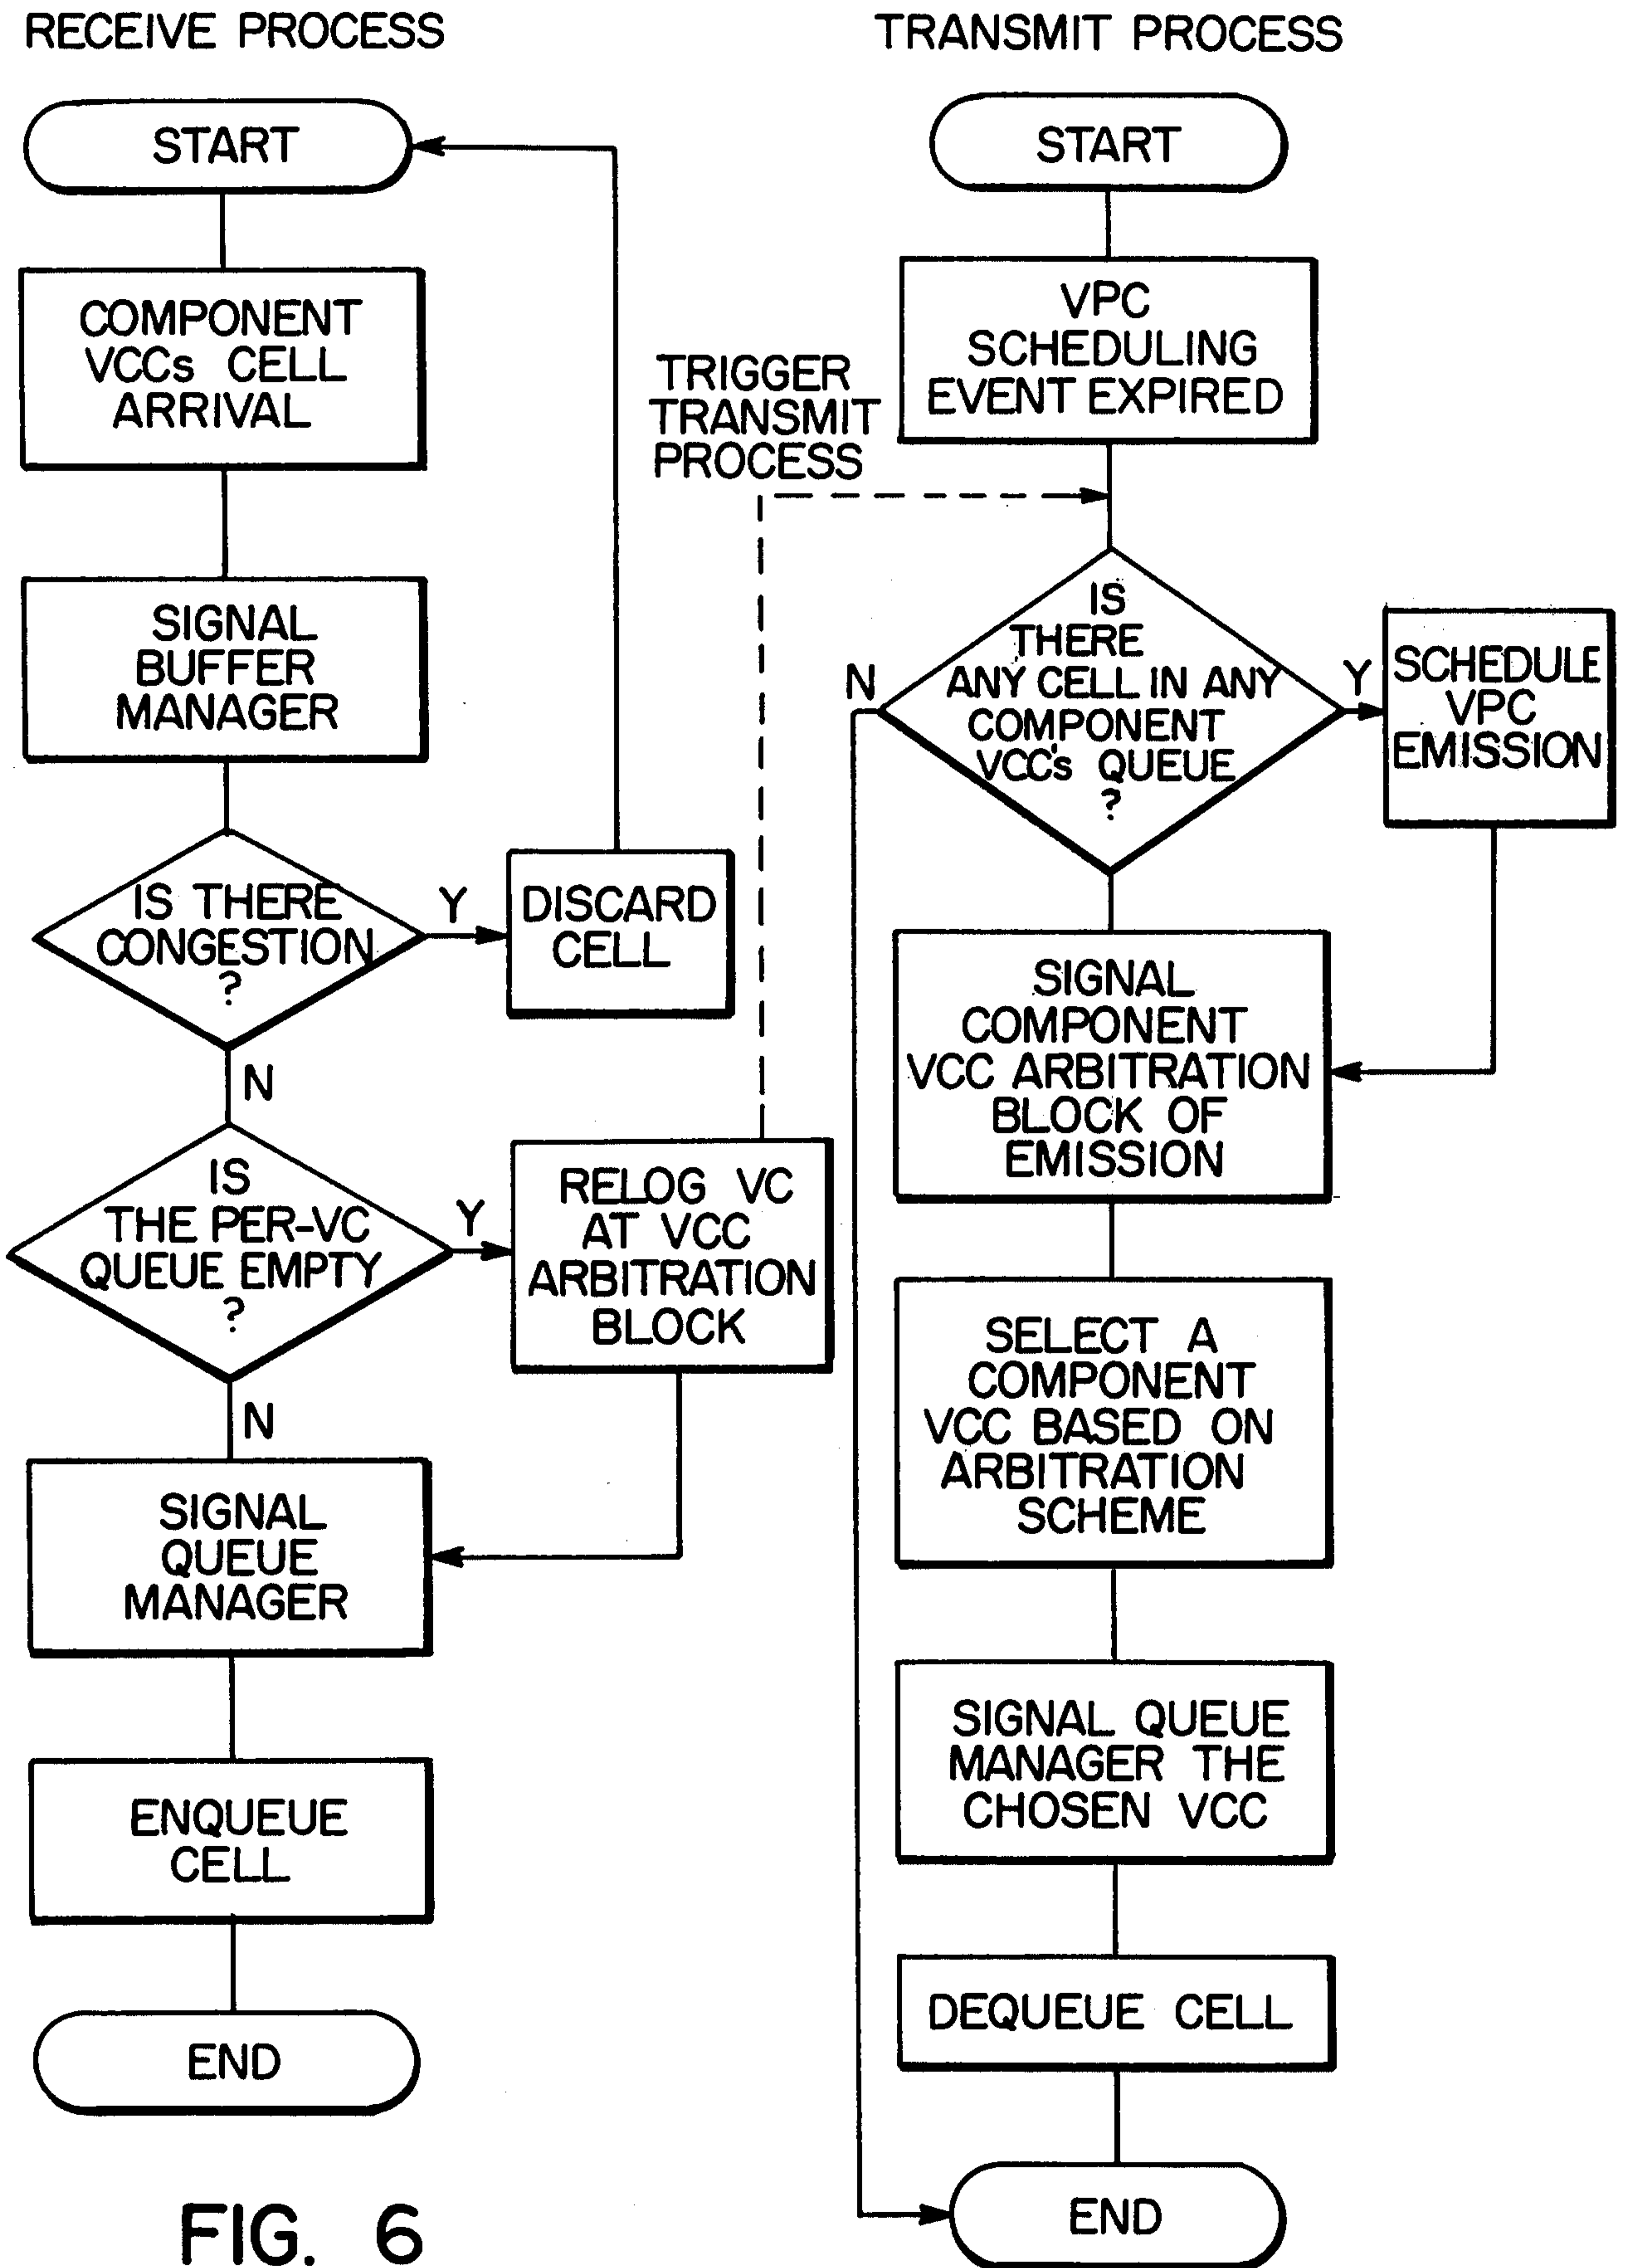 RECEIVE PROCESS
START
COMPONENT
VCCs CELL
ARRIVAL
SIGNAL
BUFFER
MANAGER
IS THERE
CONGESTION
?
Y
DISCARD
CELL
N
IS
THE PER-VC
QUEUE EMPTY
?
Y
RELOG VC
AT VCC
ARBITRATION
BLOCK
N
SIGNAL
QUEUE
MANAGER
ENQUEUE
CELL
END
TRIGGER
TRANSMIT
PROCESS
TRANSMIT PROCESS
START
VPC
SCHEDULING
EVENT EXPIRED
IS
THERE
ANY CELL IN ANY
COMPONENT
VCC's QUEUE
?
N
Y
SCHEDULE
VPC
EMISSION
SIGNAL
COMPONENT
VCC ARBITRATION
BLOCK OF
EMISSION
SELECT A
COMPONENT
VCC BASED ON
ARBITRATION
SCHEME
SIGNAL QUEUE
MANAGER THE
CHOSEN VCC
DEQUEUE CELL
END
FIG. 6